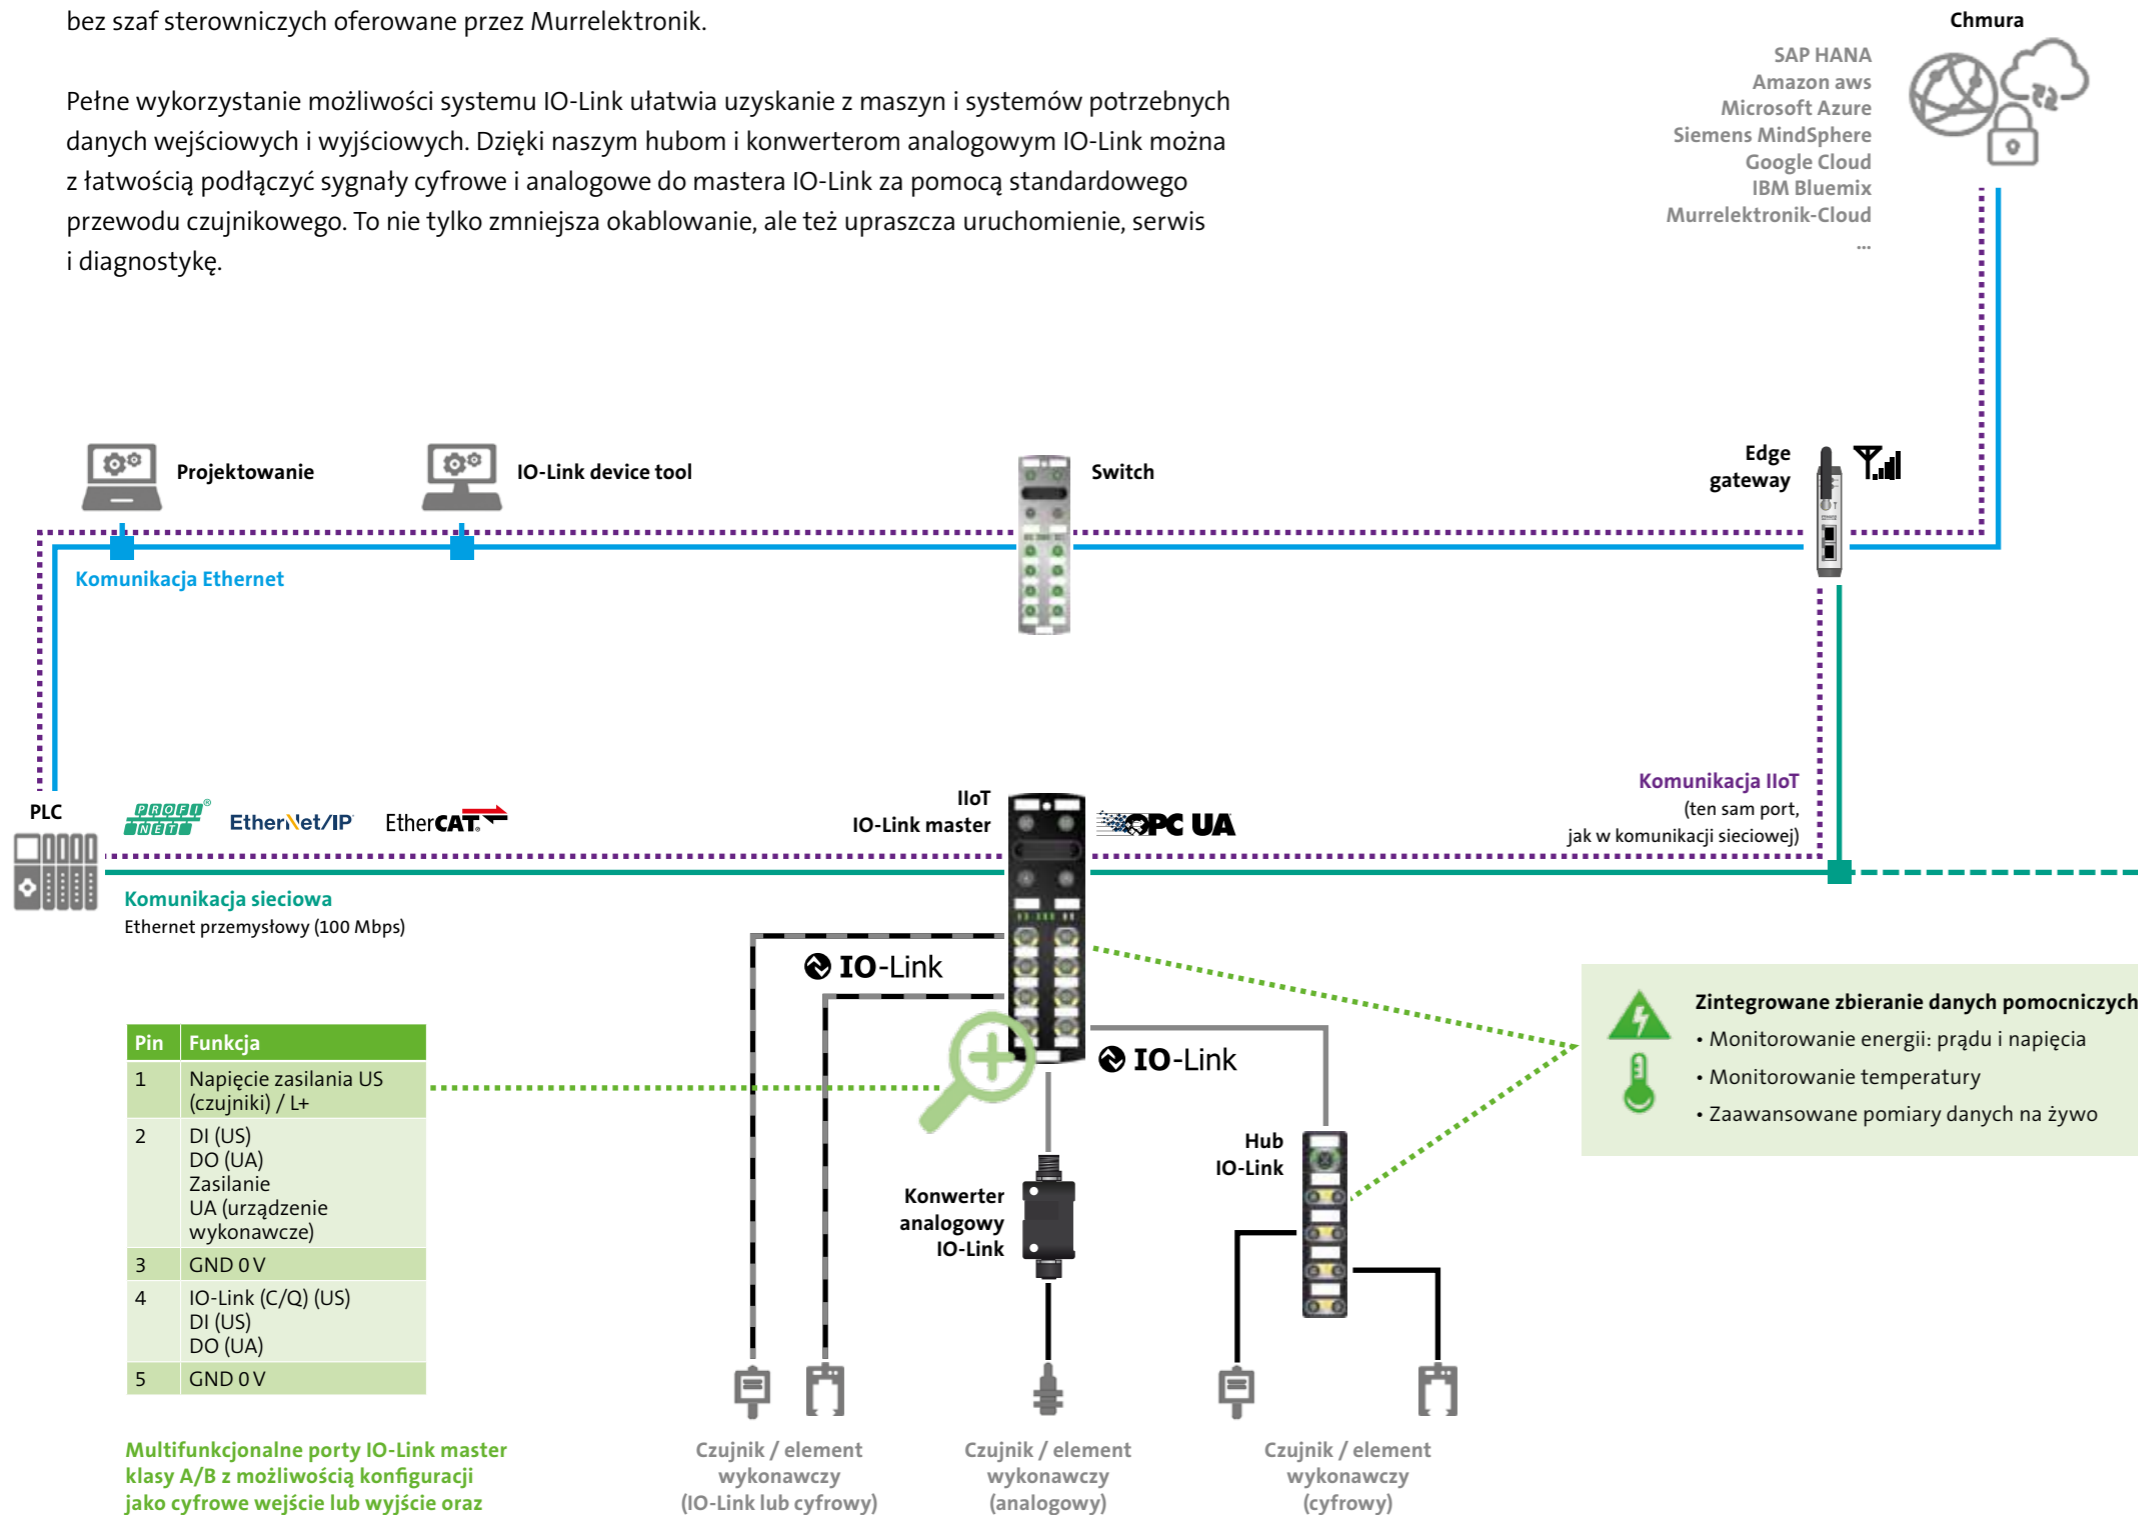 bez szaf sterowniczych oferowane przez Murrelektronik.
Pełne wykorzystanie możliwości systemu IO-Link ułatwia uzyskanie z maszyn i systemów potrzebnych
danych wejściowych i wyjściowych. Dzięki naszym hubom i konwerterom analogowym IO-Link można
z łatwością podłączyć sygnały cyfrowe i analogowe do mastera IO-Link za pomocą standardowego
przewodu czujnikowego. To nie tylko zmniejsza okablowanie, ale też upraszcza uruchomienie, serwis
i diagnostykę.
Chmura
SAP HANA
Amazon aws
Microsoft Azure
Siemens MindSphere
Google Cloud
IBM Bluemix
Murrelektronik-Cloud
...
Projektowanie
IO-Link device tool
Switch
Edge
gateway
Komunikacja Ethernet
PLC
PROFI®
NET
EtherNet/IP
EtherCAT®
IIoT
IO-Link master
OPC UA
Komunikacja IIoT
(ten sam port,
jak w komunikacji sieciowej)
Komunikacja sieciowa
Ethernet przemysłowy (100 Mbps)
IO-Link
IO-Link
Zintegrowane zbieranie danych pomocniczych
• Monitorowanie energii: prądu i napięcia
• Monitorowanie temperatury
• Zaawansowane pomiary danych na żywo
Pin Funkcja
1 Napięcie zasilania US
(czujniki) / L+
2 DI (US)
DO (UA)
Zasilanie
UA (urządzenie
wykonawcze)
3 GND 0 V
4 IO-Link (C/Q) (US)
DI (US)
DO (UA)
5 GND 0 V
Hub
IO-Link
Konwerter
analogowy
IO-Link
Multifunkcjonalne porty IO-Link master
klasy A/B z możliwością konfiguracji
jako cyfrowe wejście lub wyjście oraz
Czujnik / element
wykonawczy
(IO-Link lub cyfrowy)
Czujnik / element
wykonawczy
(analogowy)
Czujnik / element
wykonawczy
(cyfrowy)